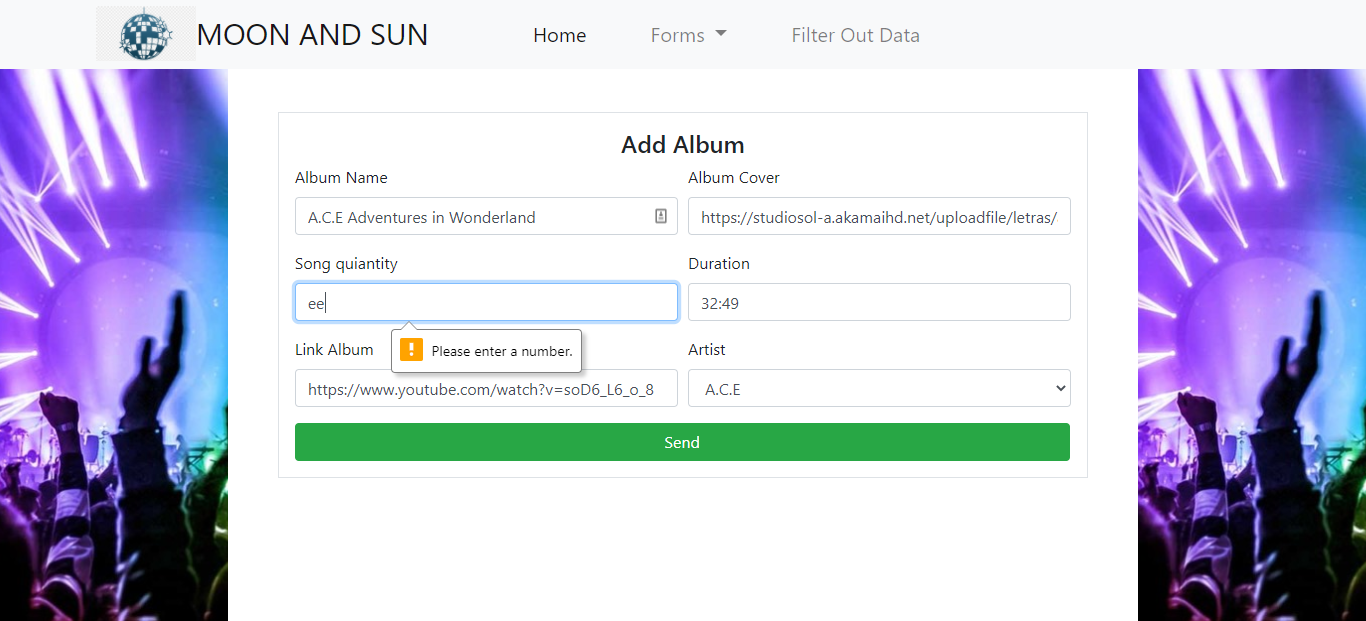 MOON AND SUN
Home
Forms
Filter Out Data
Add Album
Album Name
Album Cover
A.C.E Adventures in Wonderland
https://studiosol-a.akamaihd.net/uploadfile/letras/
Song quiantity
Duration
ee
32:49
Link Album
! Please enter a number.
Artist
https://www.youtube.com/watch?v=soD6_L6_o_8
A.C.E
Send